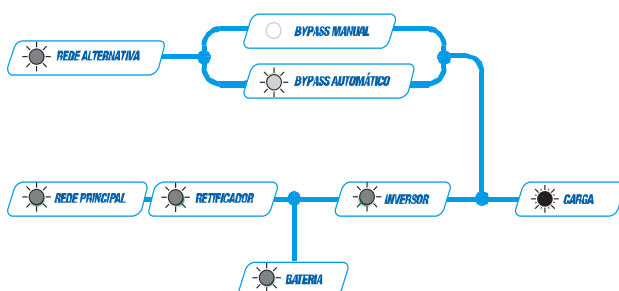 BYPASS MANUAL
REDE ALTERNATIVA
BYPASS AUTOMÁTICO
REDE PRINCIPAL
RETIFICADOR
INVERSOR
CARGA
BATERIA